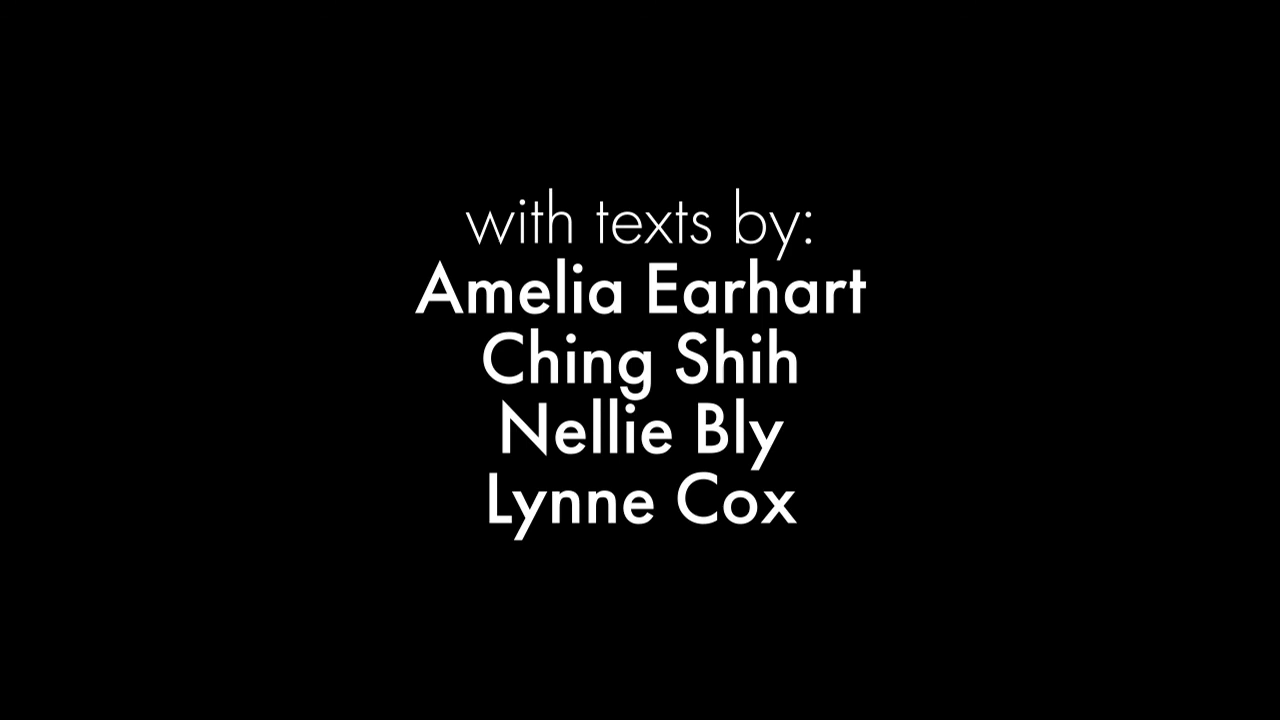 with texts by:
Amelia Earhart
Ching Shih
Nellie Bly
Lynne Cox